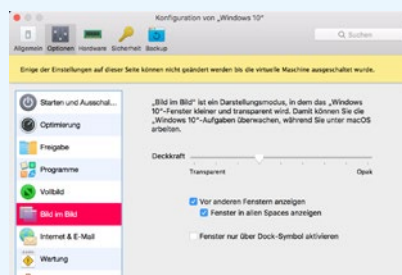 Konfiguration von „Windows 10“
Allgemein Optionen Hardware Sicherheit Backup
Suchen
Einige der Einstellungen auf dieser Seite können nicht geändert werden bis die virtuelle Maschine ausgeschaltet wurde.
Starten und Ausschal...
Optimierung
Freigabe
Programme
Vollbild
Bild im Bild
Internet & E-Mail
Wartung
„Bild im Bild“ ist ein Darstellungsmodus, in dem das „Windows
10“-Fenster kleiner und transparent wird. Damit können Sie die
„Windows 10“-Aufgaben überwachen, während Sie unter macOS
arbeiten.
Deckkraft
Transparent Opak
Vor anderen Fenstern anzeigen
Fenster in allen Spaces anzeigen
Fenster nur über Dock-Symbol aktivieren